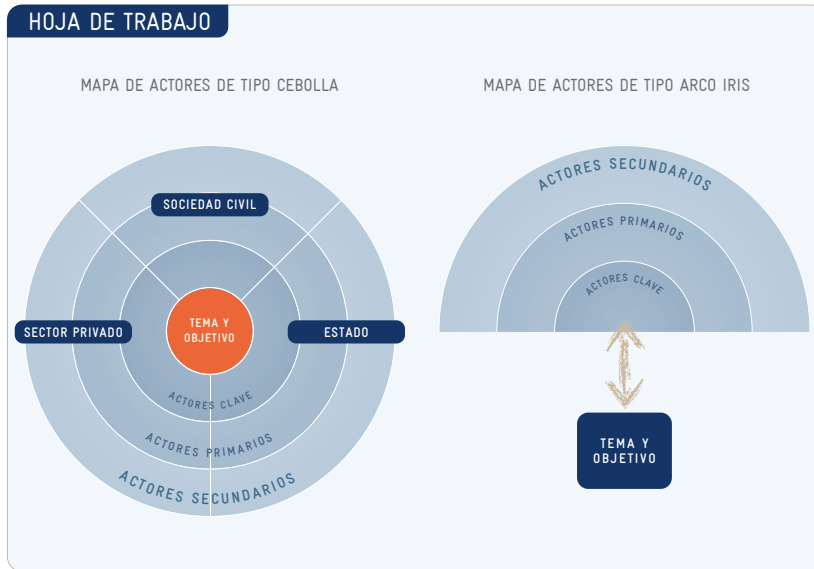 HOJA DE TRABAJO
MAPA DE ACTORES DE TIPO CEBOLLA
SOCIEDAD CIVIL
SECTOR PRIVADO
TEMA Y
OBJETIVO
ESTADO
ACTORES CLAVE
ACTORES PRIMARIOS
ACTORES SECUNDARIOS
MAPA DE ACTORES DE TIPO ARCO IRIS
ACTORES SECUNDARIOS
ACTORES PRIMARIOS
ACTORES CLAVE
TEMA Y
OBJETIVO